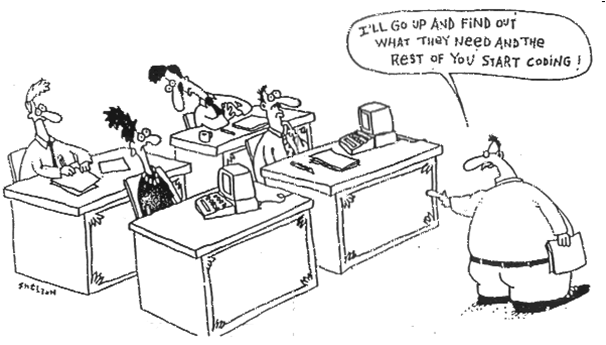 I'LL GO UP AND FIND OUT
WHAT THEY NEED AND THE
REST OF YOU START CODING!
SHELTON